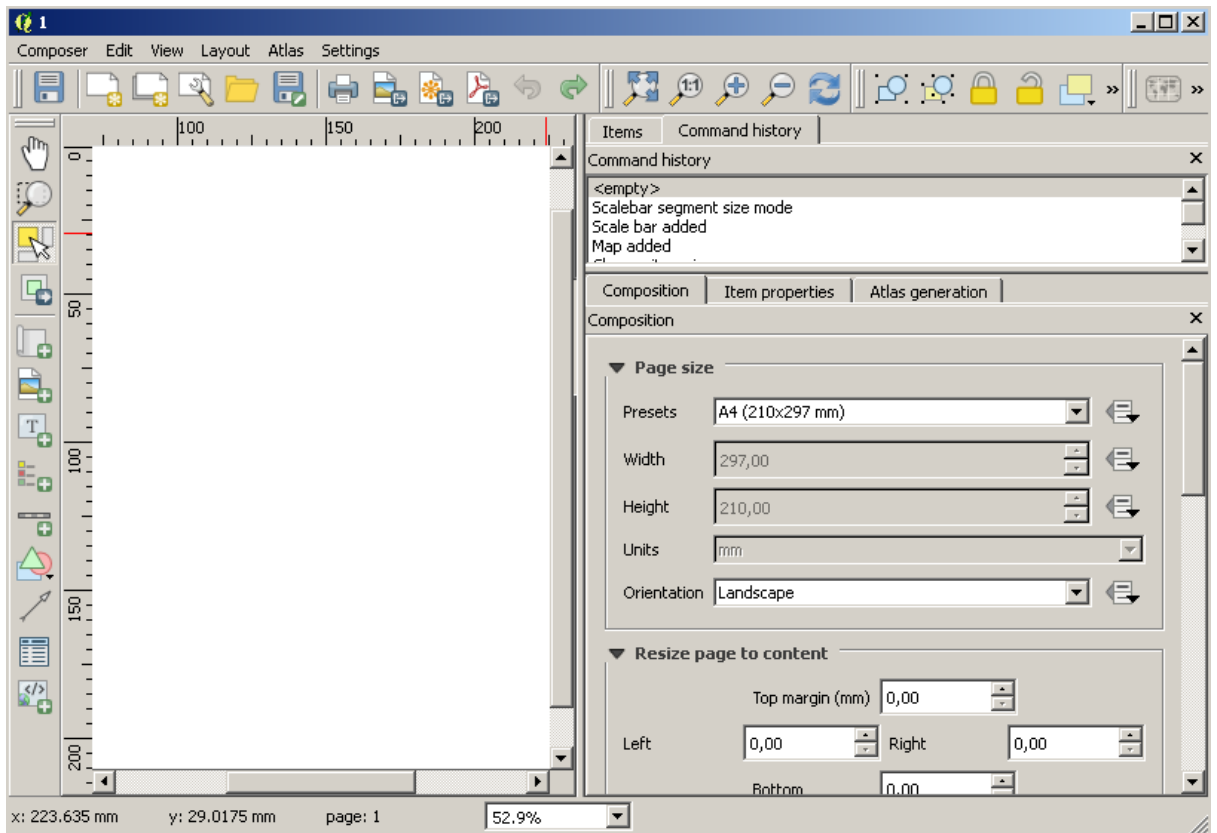 1
Composer Edit View Layout Atlas Settings
1:1
» »
100 150 200
0
50
100
150
200
T
</>
Items Command history
Command history
<empty>
Scalebar segment size mode
Scale bar added
Map added
Composition Item properties Atlas generation
Composition
Page size
Presets A4 (210x297 mm)
Width 297,00
Height 210,00
Units mm
Orientation Landscape
Resize page to content
Top margin (mm) 0,00
Left 0,00 Right 0,00
Bottom 0,00
x: 223.635 mm y: 29.0175 mm page: 1 52.9%